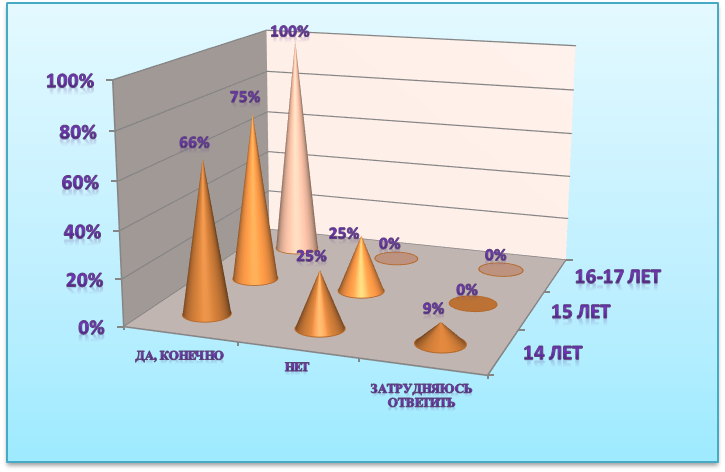 100%
100%
75%
80%
66%
60%
40%
25%
0%
0%
25%
16-17 ЛЕТ
20%
0%
15 ЛЕТ
9%
0%
14 ЛЕТ
ДА, КОНЕЧНО
НЕТ
ЗАТРУДНЯЮСЬ
ОТВЕТИТЬ